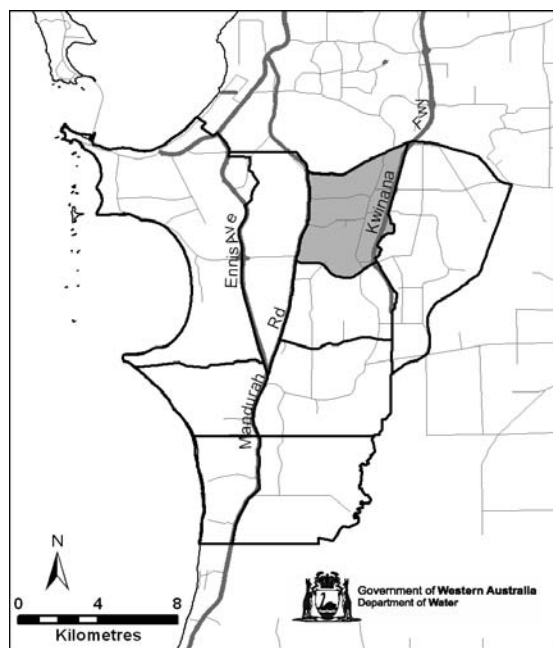 Fwy
Kwinana
Ennis Ave
Rd
Mandurah
N
0 4 8
Kilometres
Government of Western Australia
Department of Water